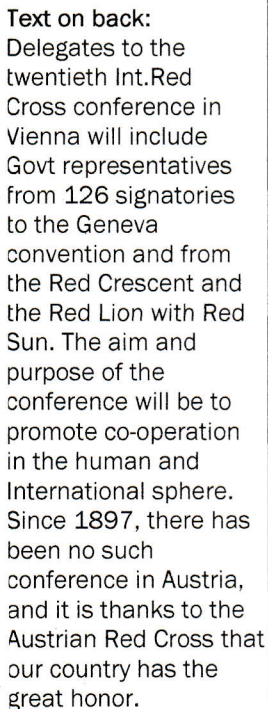 Text on back:
Delegates to the
twentieth Int.Red
Cross conference in
Vienna will include
Govt representatives
from 126 signatories
to the Geneva
convention and from
the Red Crescent and
the Red Lion with Red
Sun. The aim and
purpose of the
conference will be to
promote co-operation
in the human and
International sphere.
Since 1897, there has
been no such
conference in Austria,
and it is thanks to the
Austrian Red Cross that
our country has the
great honor.